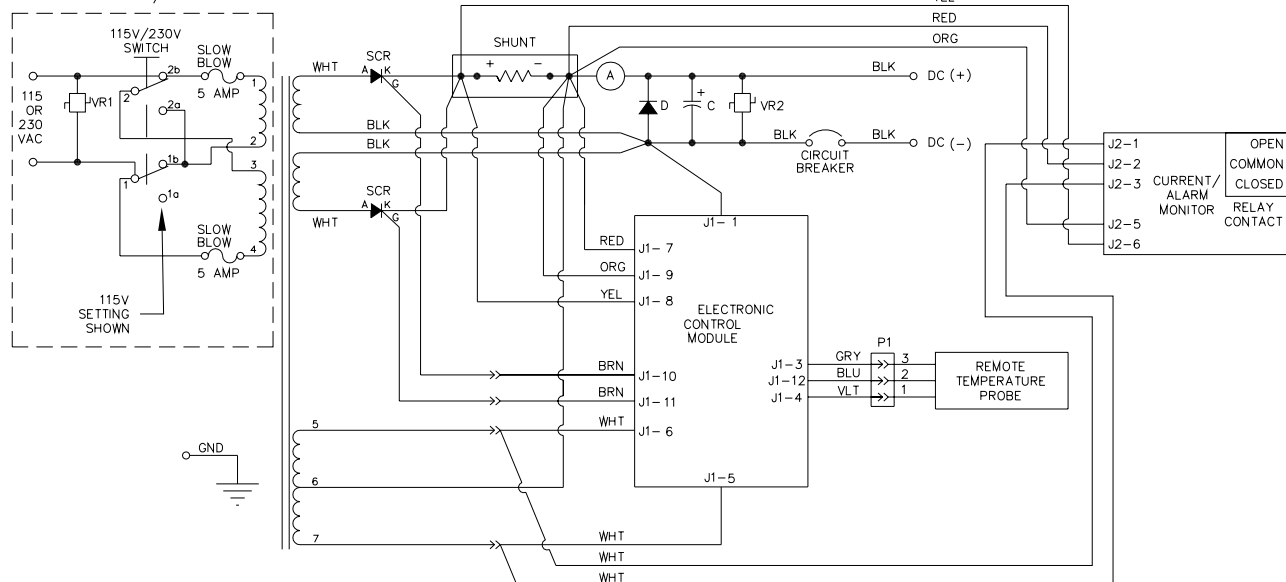 115V/230V
SWITCH
SLOW
BLOW
5 AMP
2b
2
2a
VR1
115
OR
230
VAC
1b
1
1a
1
2
3
4
SLOW
BLOW
5 AMP
115V
SETTING
SHOWN
GND
WHT
SCR
A
K
G
BLK
BLK
SCR
A
K
G
WHT
SHUNT
+
-
A
RED
ORG
BLK
DC (+)
D
+
C
VR2
BLK
CIRCUIT
BREAKER
BLK
DC (-)
J2-1
J2-2
J2-3
J2-5
J2-6
CURRENT/
ALARM
MONITOR
OPEN
COMMON
CLOSED
RELAY
CONTACT
J1- 1
RED
J1- 7
ORG
J1- 9
YEL
J1- 8
ELECTRONIC
CONTROL
MODULE
BRN
J1-10
BRN
J1-11
WHT
J1- 6
J1-3
J1-12
J1-4
GRY
BLU
VLT
P1
3
2
1
REMOTE
TEMPERATURE
PROBE
J1-5
5
6
7
WHT
WHT
WHT